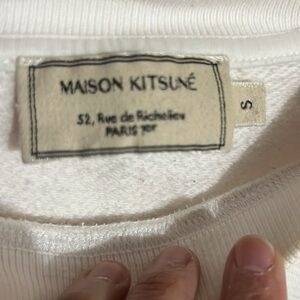 MAISON KITSUNÉ
52, Rue de Richelieu
PARIS 1er
S